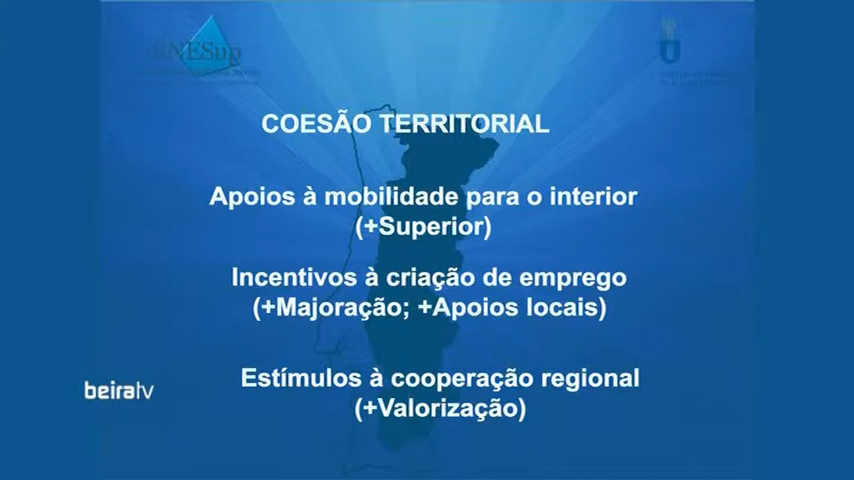 SNESup
COESÃO TERRITORIAL
Apoios à mobilidade para o interior
(+Superior)
Incentivos à criação de emprego
(+Majoração; +Apoios locais)
beiratv
Estímulos à cooperação regional
(+Valorização)